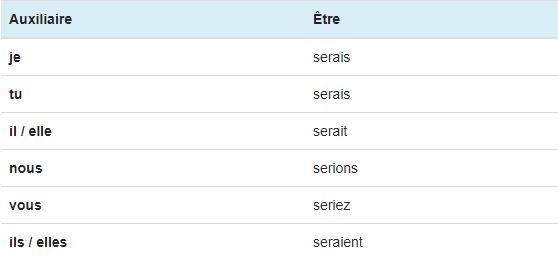 Auxiliaire Être
je serais
tu serais
il / elle serait
nous serions
vous seriez
ils / elles seraient